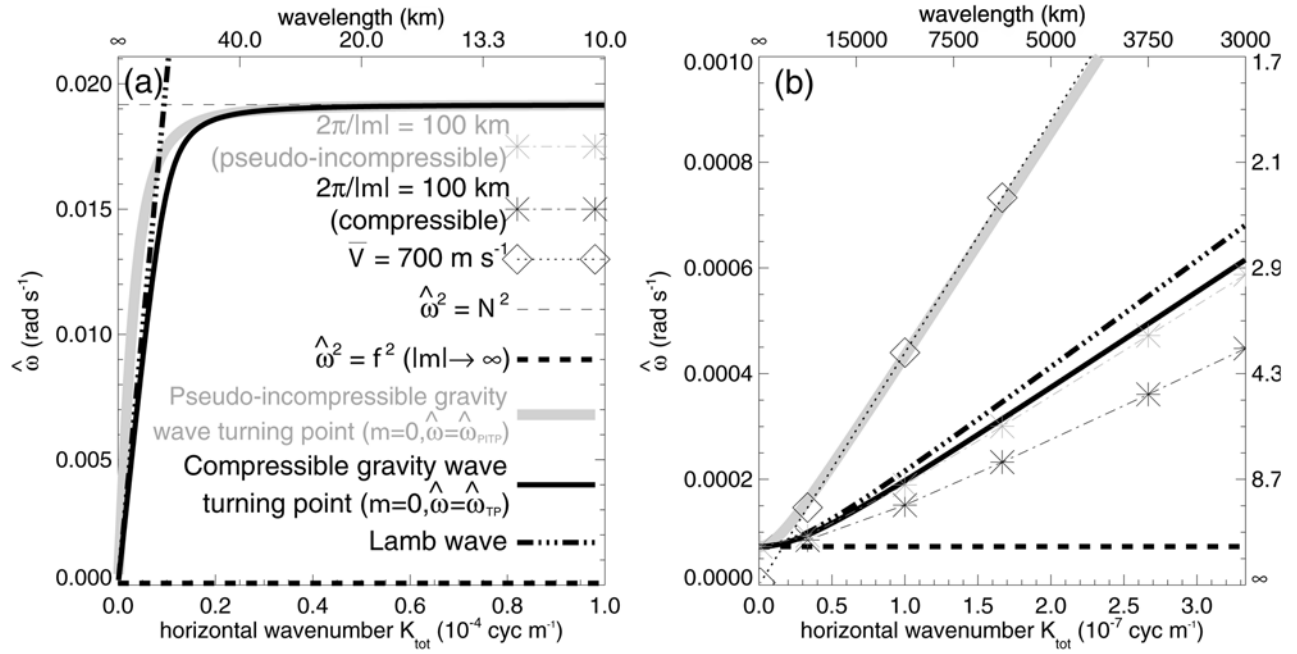 wavelength (km)
∞ 40.0 20.0 13.3 10.0
(a)
0.020
0.015
0.010
0.005
0.000
ω̂ (rad s⁻¹)
2π/|m| = 100 km
(pseudo-incompressible)
2π/|m| = 100 km
(compressible)
V̅ = 700 m s⁻¹
ω̂² = N²
ω̂² = f² (|m|→ ∞)
Pseudo-incompressible gravity
wave turning point (m=0,ω̂=ω̂PITP)
Compressible gravity wave
turning point (m=0,ω̂=ω̂TP)
Lamb wave
0.0 0.2 0.4 0.6 0.8 1.0
horizontal wavenumber Ktot (10⁻⁴ cyc m⁻¹)
wavelength (km)
∞ 15000 7500 5000 3750 3000
(b)
0.0010
0.0008
0.0006
0.0004
0.0002
0.0000
ω̂ (rad s⁻¹)
1.7
2.1
2.9
4.3
8.7
∞
0.0 0.5 1.0 1.5 2.0 2.5 3.0
horizontal wavenumber Ktot (10⁻⁷ cyc m⁻¹)